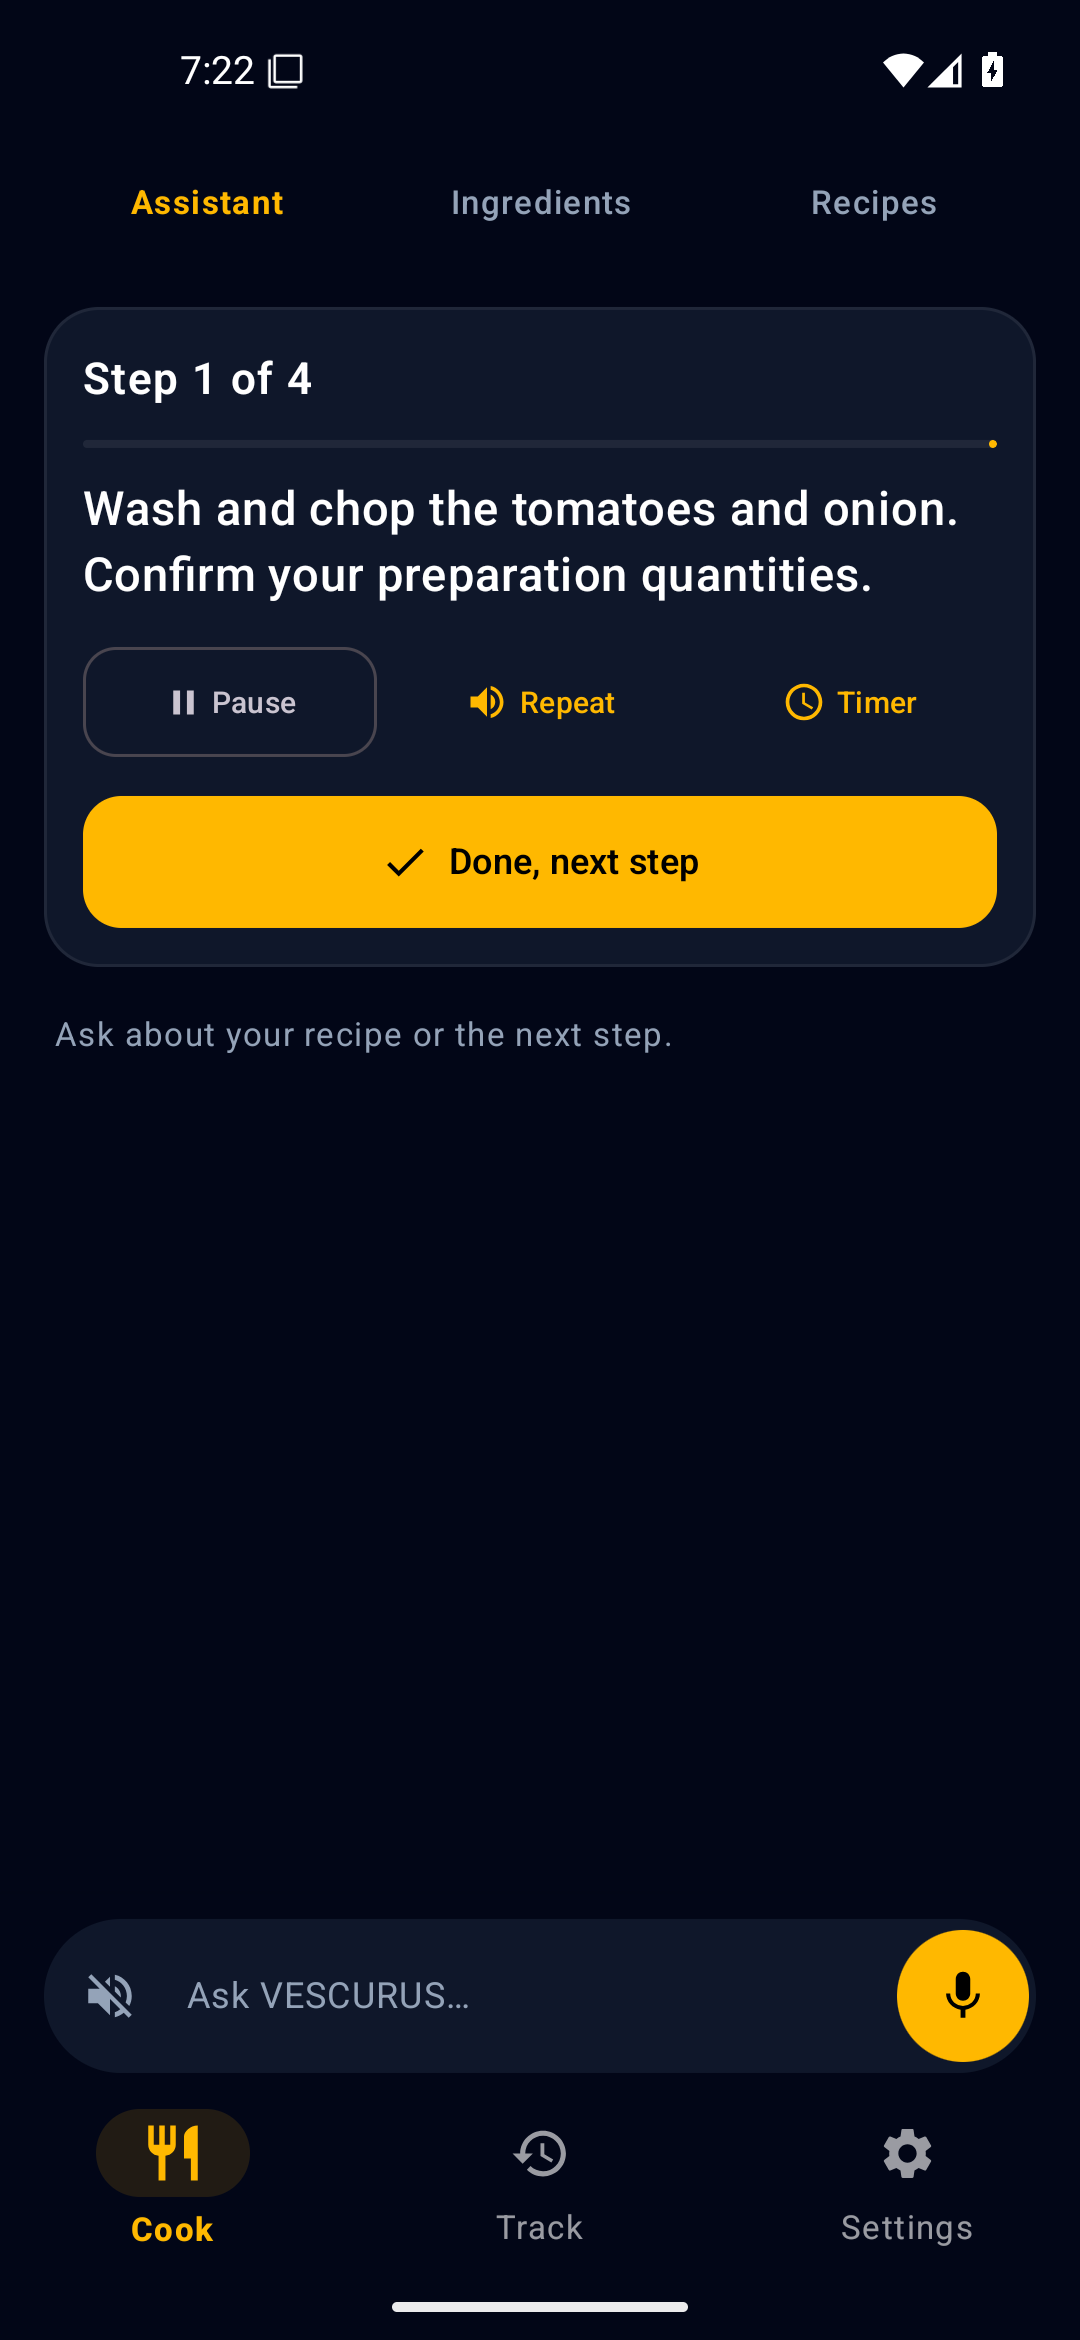 7:22
Assistant
Ingredients
Recipes
Step 1 of 4
Wash and chop the tomatoes and onion.
Confirm your preparation quantities.
Pause
Repeat
Timer
Done, next step
Ask about your recipe or the next step.
Ask VESCURUS...
Cook
Track
Settings